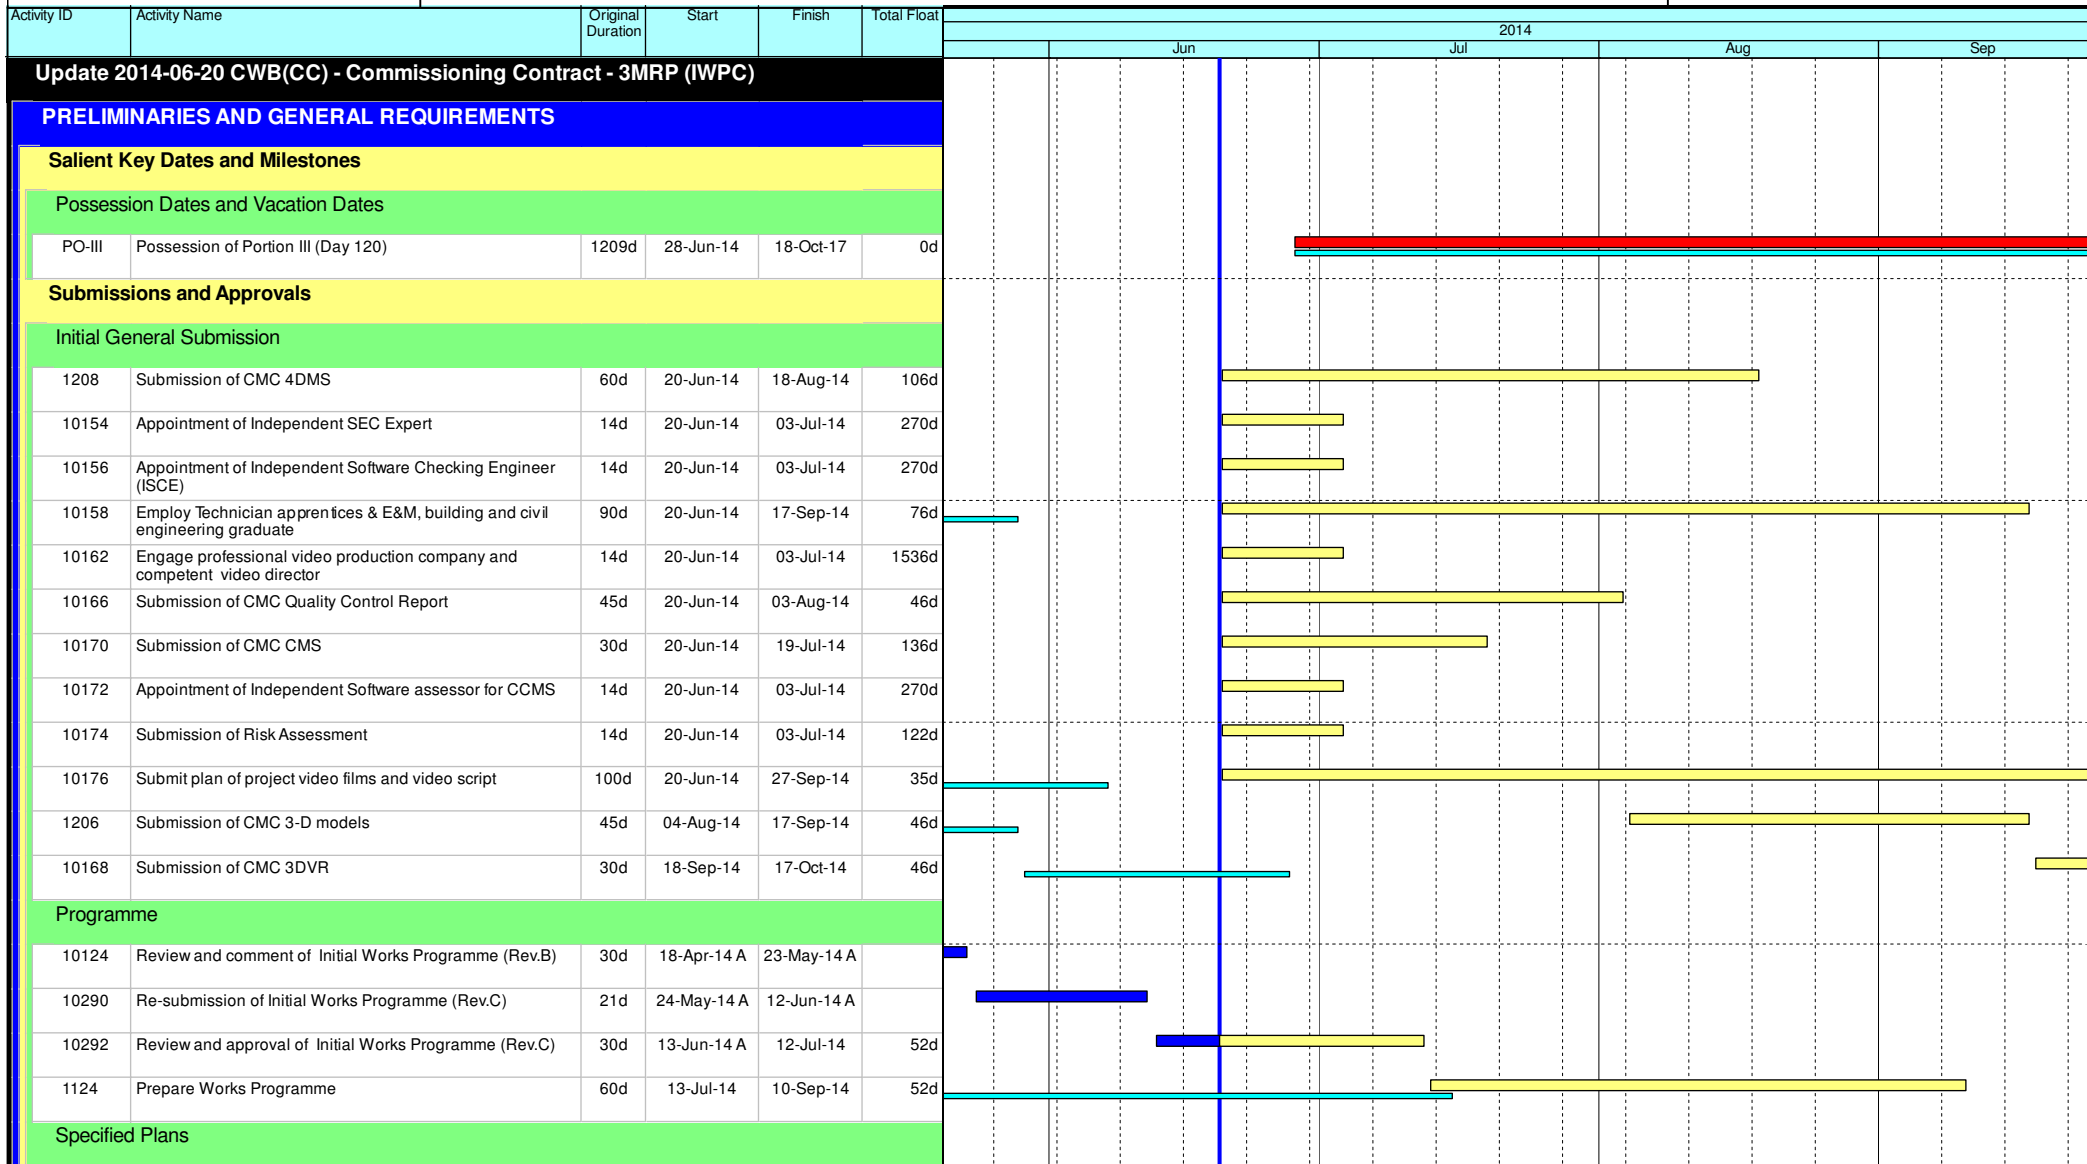 Activity ID Activity Name Original Duration Start Finish Total Float
2014
Jun Jul Aug Sep
Update 2014-06-20 CWB(CC) - Commissioning Contract - 3MRP (IWPC)
PRELIMINARIES AND GENERAL REQUIREMENTS
Salient Key Dates and Milestones
Possession Dates and Vacation Dates
PO-III Possession of Portion III (Day 120) 1209d 28-Jun-14 18-Oct-17 0d
Submissions and Approvals
Initial General Submission
1208 Submission of CMC 4DMS 60d 20-Jun-14 18-Aug-14 106d
10154 Appointment of Independent SEC Expert 14d 20-Jun-14 03-Jul-14 270d
10156 Appointment of Independent Software Checking Engineer (ISCE) 14d 20-Jun-14 03-Jul-14 270d
10158 Employ Technician apprentices & E&M, building and civil engineering graduate 90d 20-Jun-14 17-Sep-14 76d
10162 Engage professional video production company and competent video director 14d 20-Jun-14 03-Jul-14 1536d
10166 Submission of CMC Quality Control Report 45d 20-Jun-14 03-Aug-14 46d
10170 Submission of CMC CMS 30d 20-Jun-14 19-Jul-14 136d
10172 Appointment of Independent Software assessor for CCMS 14d 20-Jun-14 03-Jul-14 270d
10174 Submission of Risk Assessment 14d 20-Jun-14 03-Jul-14 122d
10176 Submit plan of project video films and video script 100d 20-Jun-14 27-Sep-14 35d
1206 Submission of CMC 3-D models 45d 04-Aug-14 17-Sep-14 46d
10168 Submission of CMC 3DVR 30d 18-Sep-14 17-Oct-14 46d
Programme
10124 Review and comment of Initial Works Programme (Rev.B) 30d 18-Apr-14 A 23-May-14 A
10290 Re-submission of Initial Works Programme (Rev.C) 21d 24-May-14 A 12-Jun-14 A
10292 Review and approval of Initial Works Programme (Rev.C) 30d 13-Jun-14 A 12-Jul-14 52d
1124 Prepare Works Programme 60d 13-Jul-14 10-Sep-14 52d
Specified Plans